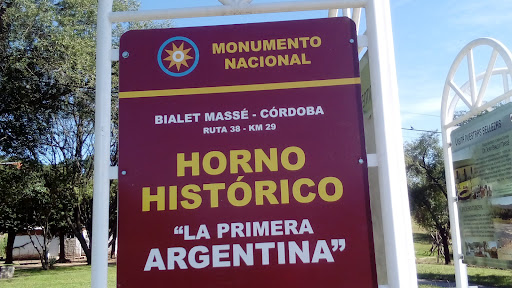 MONUMENTO
NACIONAL
BIALET MASSÉ - CÓRDOBA
RUTA 38 - KM 29
HORNO
HISTÓRICO
“LA PRIMERA
ARGENTINA”